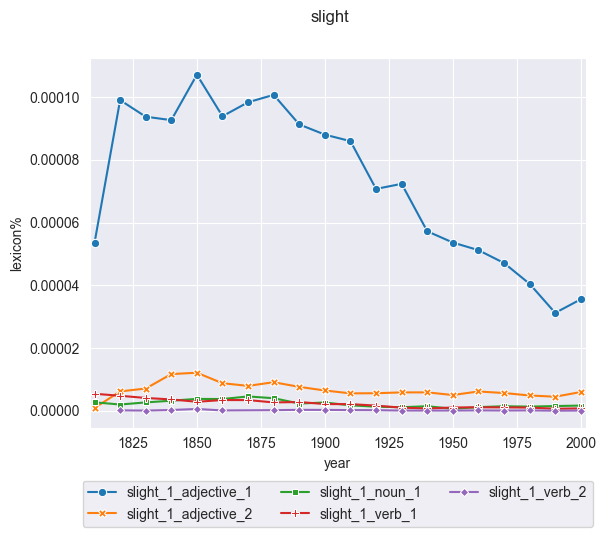 slight
0.00010
0.00008
0.00006
0.00004
0.00002
0.00000
lexicon%
1825 1850 1875 1900 1925 1950 1975 2000
year
slight_1_adjective_1 slight_1_noun_1 slight_1_verb_2
slight_1_adjective_2 slight_1_verb_1